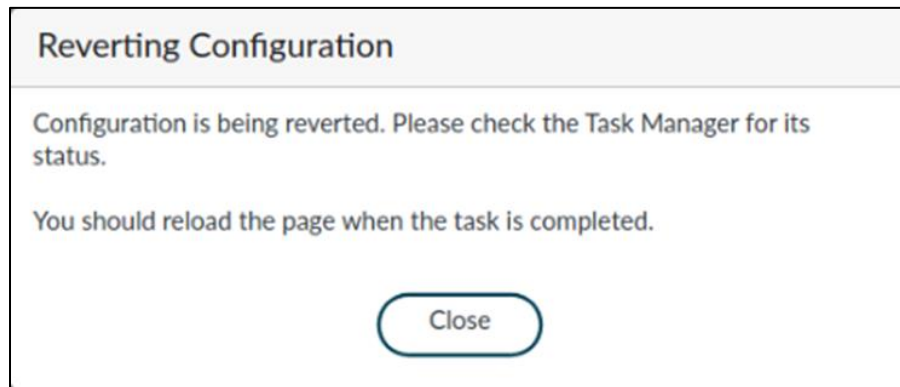 Reverting Configuration
Configuration is being reverted. Please check the Task Manager for its
status.
You should reload the page when the task is completed.
Close